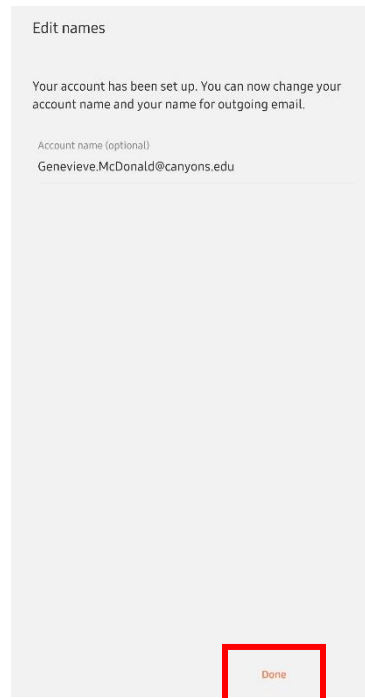 Edit names
Your account has been set up. You can now change your
account name and your name for outgoing email.
Account name (optional)
Genevieve.McDonald@canyons.edu
Done